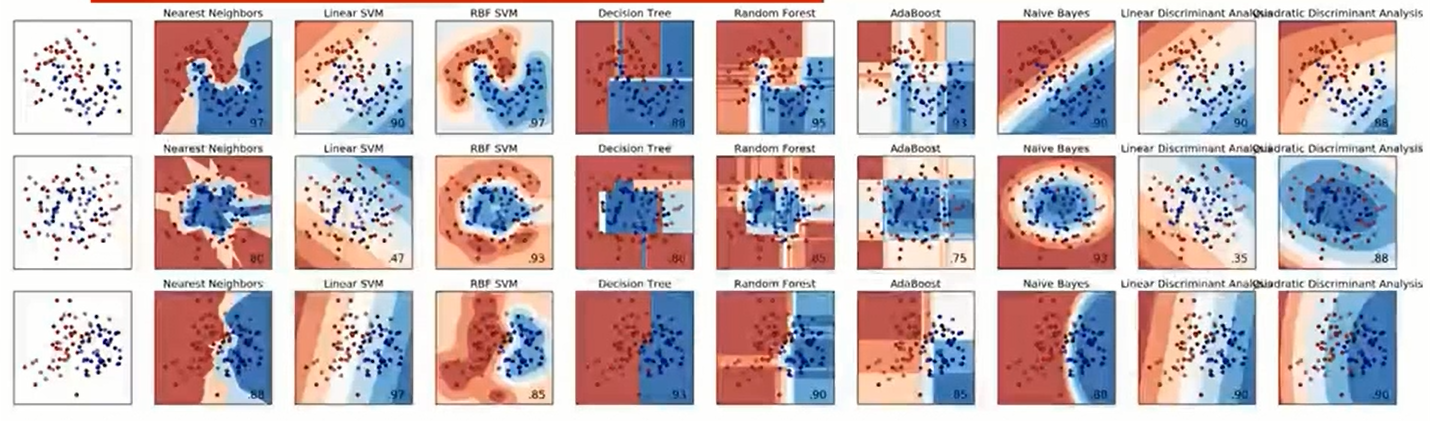 Nearest Neighbors Linear SVM RBF SVM Decision Tree Random Forest AdaBoost Naive Bayes Linear Discriminant Analysis Quadratic Discriminant Analysis
.97 .90 .97 .88 .95 .93 .90 .90 .88
Nearest Neighbors Linear SVM RBF SVM Decision Tree Random Forest AdaBoost Naive Bayes Linear Discriminant Analysis Quadratic Discriminant Analysis
.80 .47 .93 .80 .85 .75 .93 .35 .88
Nearest Neighbors Linear SVM RBF SVM Decision Tree Random Forest AdaBoost Naive Bayes Linear Discriminant Analysis Quadratic Discriminant Analysis
.88 .97 .85 .93 .90 .85 .88 .90 .90